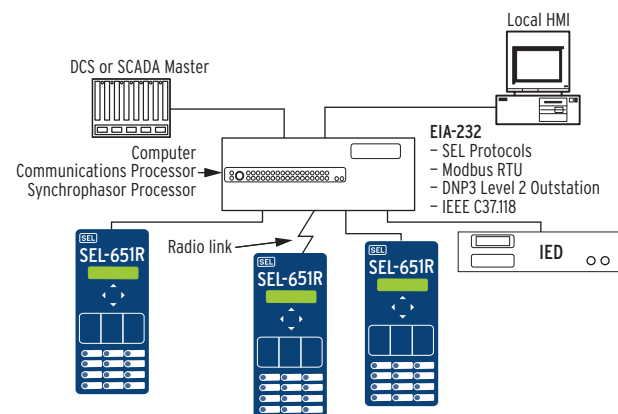 Local HMI
DCS or SCADA Master
Computer
Communications Processor
Synchrophasor Processor
EIA-232
– SEL Protocols
– Modbus RTU
– DNP3 Level 2 Outstation
– IEEE C37.118
Radio link
SEL
SEL-651R
SEL
SEL-651R
SEL
SEL-651R
IED